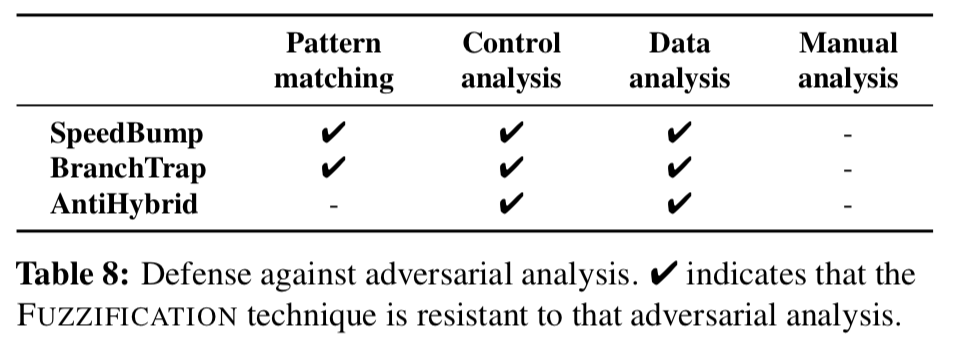 Pattern matching Control analysis Data analysis Manual analysis
SpeedBump ✔ ✔ ✔ -
BranchTrap ✔ ✔ ✔ -
AntiHybrid - ✔ ✔ -
Table 8: Defense against adversarial analysis. ✔ indicates that the
FUZZIFICATION technique is resistant to that adversarial analysis.